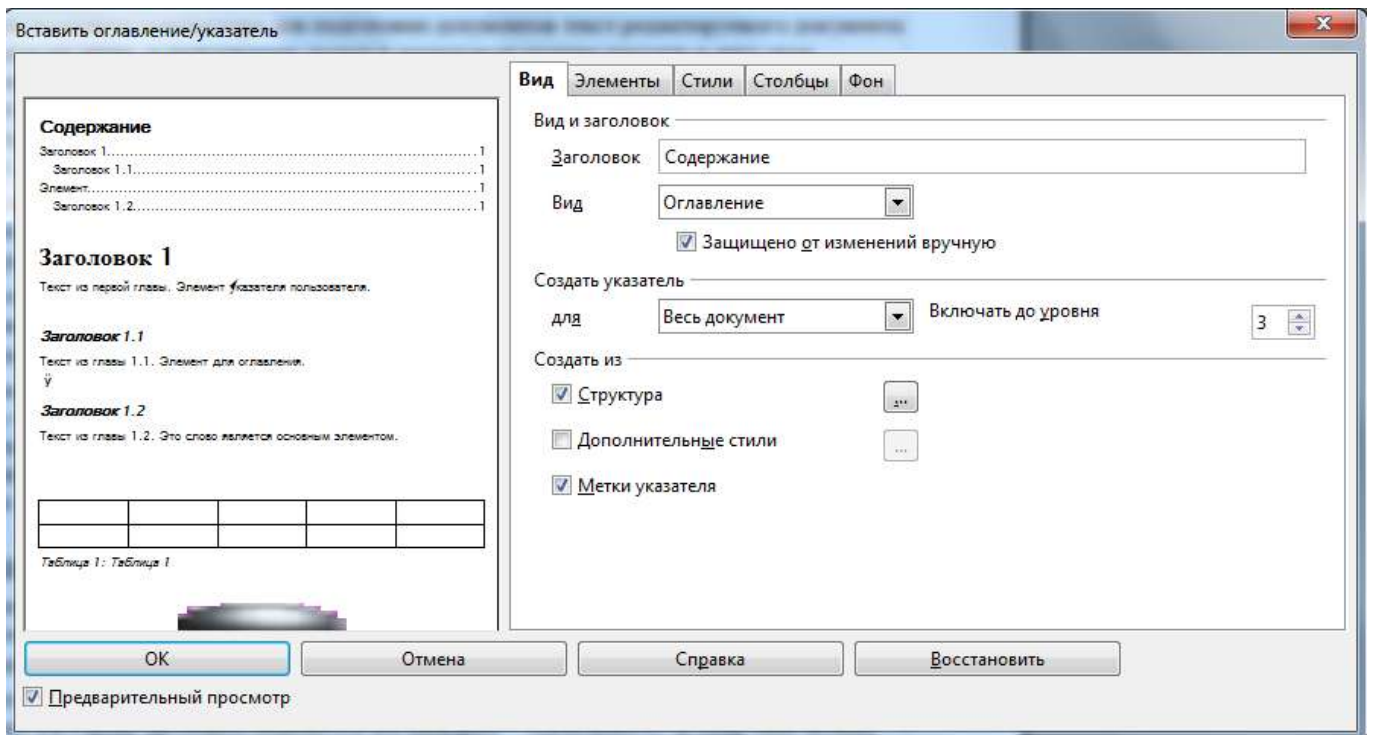 Вставить оглавление/указатель
Содержание
Заголовок 1 1
Заголовок 1.1 1
Элемент 1
Заголовок 1.2 1
Заголовок 1
Текст из первой главы. Элемент указателя пользователя.
Заголовок 1.1
Текст из главы 1.1. Элемент для оглавления.
ÿ
Заголовок 1.2
Текст из главы 1.2. Это слово является основным элементом.
Таблица 1: Таблица 1
Вид Элементы Стили Столбцы Фон
Вид и заголовок
Заголовок Содержание
Вид Оглавление
Защищено от изменений вручную
Создать указатель
для Весь документ Включать до уровня 3
Создать из
Структура ...
Дополнительные стили ...
Метки указателя
OK Отмена Справка Восстановить
Предварительный просмотр